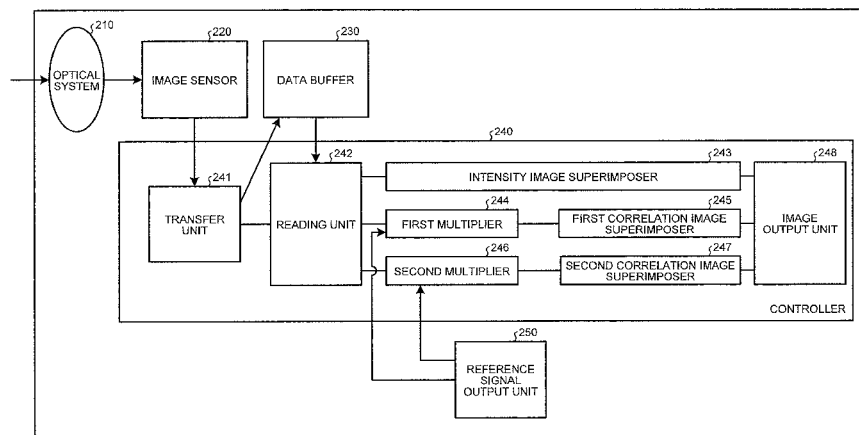 210
OPTICAL
SYSTEM
220
IMAGE SENSOR
230
DATA BUFFER
240
241
TRANSFER
UNIT
242
READING UNIT
243
INTENSITY IMAGE SUPERIMPOSER
244
FIRST MULTIPLIER
245
FIRST CORRELATION IMAGE
SUPERIMPOSER
246
SECOND MULTIPLIER
247
SECOND CORRELATION IMAGE
SUPERIMPOSER
248
IMAGE
OUTPUT UNIT
CONTROLLER
250
REFERENCE
SIGNAL
OUTPUT UNIT